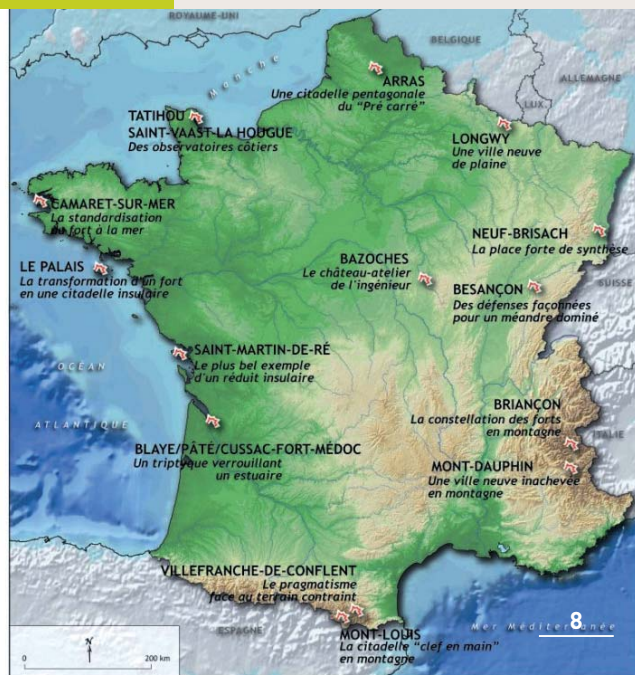 ROYAUME-UNI
BELGIQUE
ALLEMAGNE
Manche
LUX.
ARRAS
Une citadelle pentagonale
du "Pré carré"
TATIHOU
SAINT-VAAST-LA HOUGUE
Des observatoires côtiers
LONGWY
Une ville neuve
de plaine
CAMARET-SUR-MER
La standardisation
du fort à la mer
NEUF-BRISACH
La place forte de synthèse
LE PALAIS
La transformation d'un fort
en une citadelle insulaire
BAZOCHES
Le château-atelier
de l'ingénieur
BESANÇON
Des défenses façonnées
pour un méandre dominé
SUISSE
SAINT-MARTIN-DE-RÉ
Le plus bel exemple
d'un réduit insulaire
OCÉAN
ATLANTIQUE
BRIANÇON
La constellation des forts
en montagne
ITALIE
BLAYE/PÂTÉ/CUSSAC-FORT-MÉDOC
Un triptyque verrouillant
un estuaire
MONT-DAUPHIN
Une ville neuve inachevée
en montagne
VILLEFRANCHE-DE-CONFLENT
Le pragmatisme
face au terrain contraint
ESPAGNE
MONT-LOUIS
La citadelle "clef en main"
en montagne
Mer Méditerranée
8
N
0 200 km